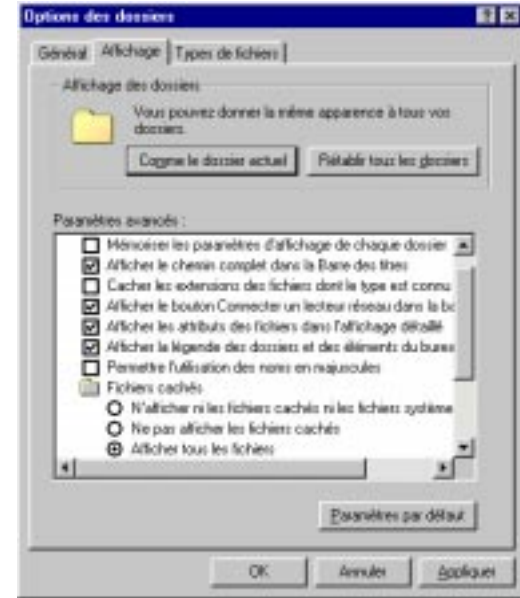 Options des dossiers
Général Affichage Types de fichiers
Affichage des dossiers
Vous pouvez donner la même apparence à tous vos
dossiers.
Comme le dossier actuel Rétablir tous les dossiers
Paramètres avancés :
Mémoriser les paramètres d'affichage de chaque dossier
Afficher le chemin complet dans la Barre des titres
Cacher les extensions des fichiers dont le type est connu
Afficher le bouton Connecter un lecteur réseau dans la ba
Afficher les attributs des fichiers dans l'affichage détaillé
Afficher la légende des dossiers et des éléments du burea
Permettre l'utilisation des noms en majuscules
Fichiers cachés
N'afficher ni les fichiers cachés ni les fichiers système
Ne pas afficher les fichiers cachés
Afficher tous les fichiers
Paramètres par défaut
OK Annuler Appliquer